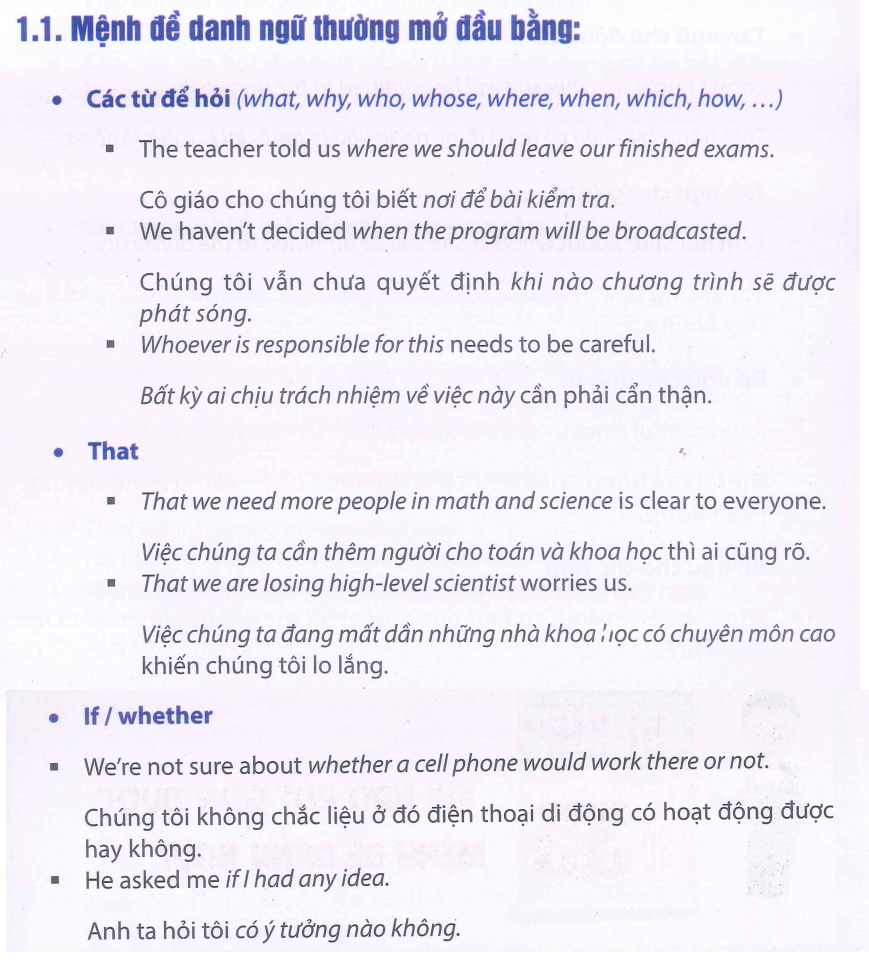 1.1. Mệnh đề danh ngữ thường mở đầu bằng:
• Các từ để hỏi (what, why, who, whose, where, when, which, how, ...)
▪ The teacher told us where we should leave our finished exams.
Cô giáo cho chúng tôi biết nơi để bài kiểm tra.
▪ We haven't decided when the program will be broadcasted.
Chúng tôi vẫn chưa quyết định khi nào chương trình sẽ được
phát sóng.
▪ Whoever is responsible for this needs to be careful.
Bất kỳ ai chịu trách nhiệm về việc này cần phải cẩn thận.
• That
▪ That we need more people in math and science is clear to everyone.
Việc chúng ta cần thêm người cho toán và khoa học thì ai cũng rõ.
▪ That we are losing high-level scientist worries us.
Việc chúng ta đang mất dần những nhà khoa học có chuyên môn cao
khiến chúng tôi lo lắng.
• If / whether
▪ We're not sure about whether a cell phone would work there or not.
Chúng tôi không chắc liệu ở đó điện thoại di động có hoạt động được
hay không.
▪ He asked me if I had any idea.
Anh ta hỏi tôi có ý tưởng nào không.